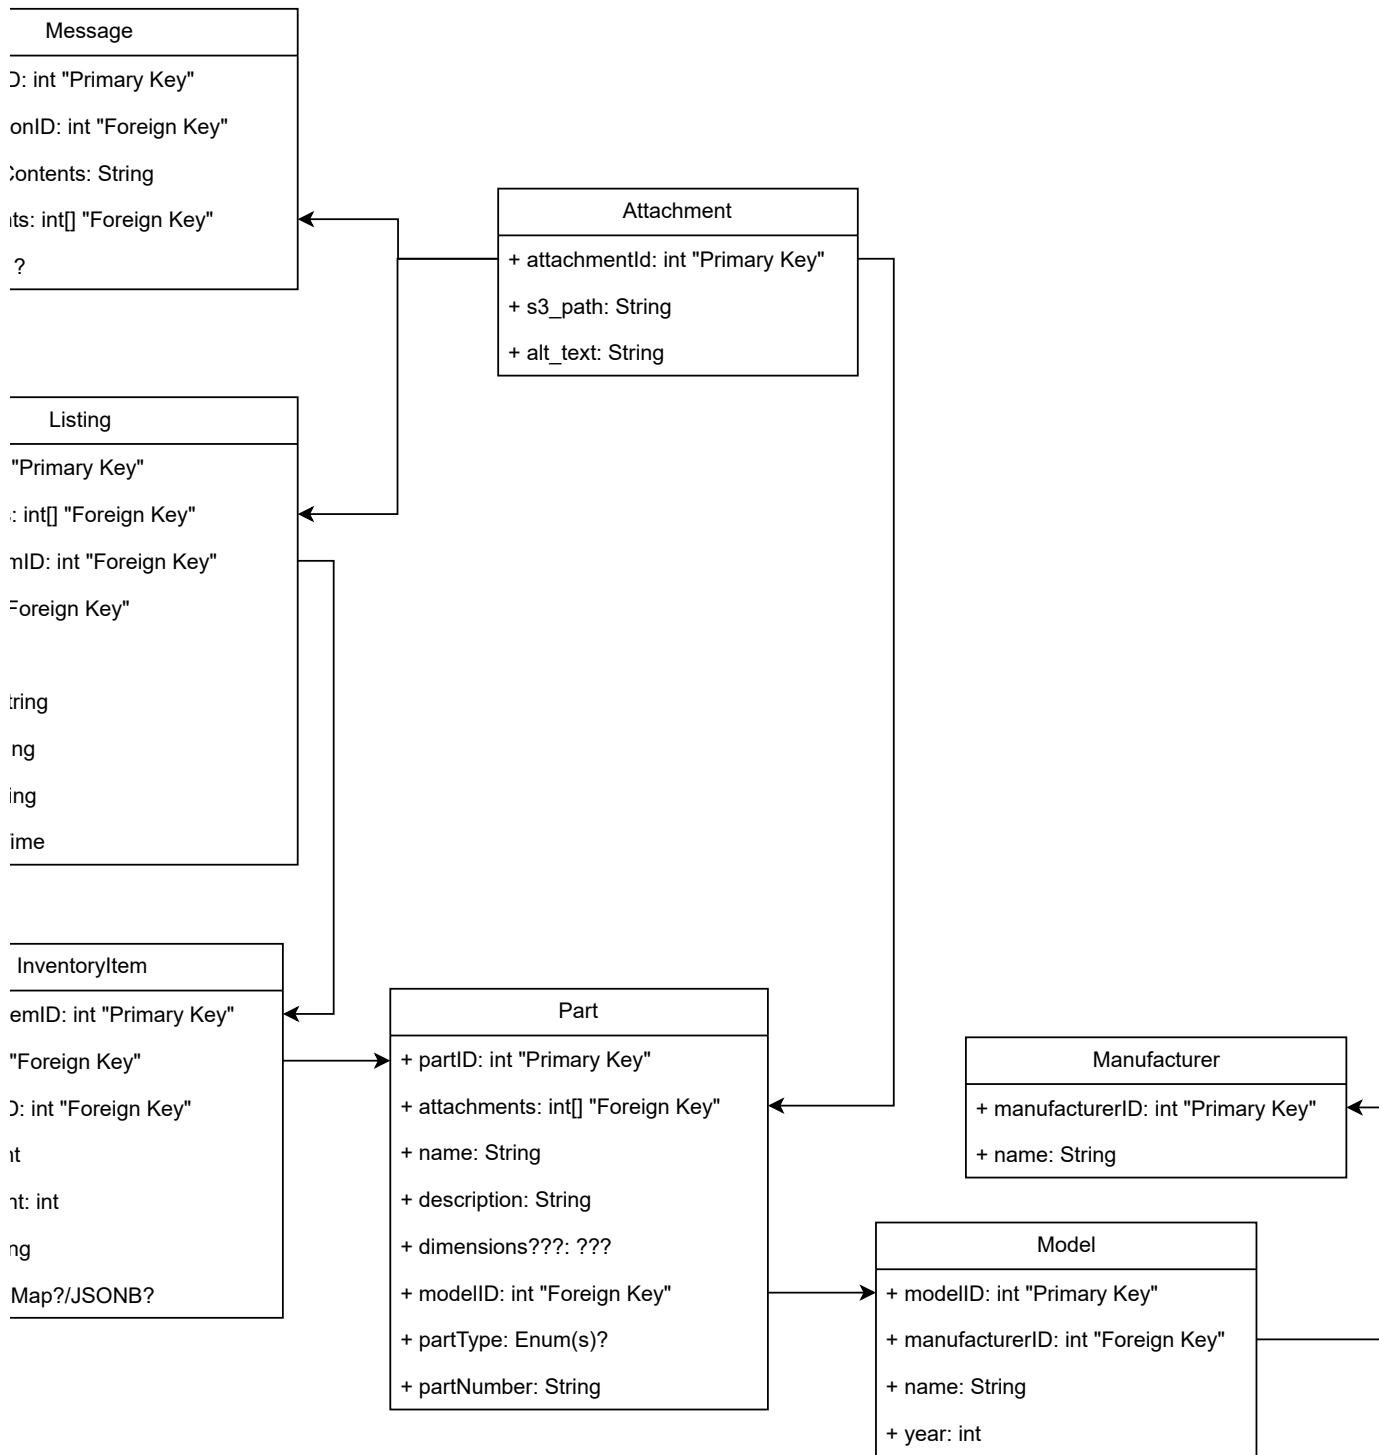 Message
D: int "Primary Key"
onID: int "Foreign Key"
Contents: String
nts: int[] "Foreign Key"
?
Attachment
+ attachmentId: int "Primary Key"
+ s3_path: String
+ alt_text: String
Listing
"Primary Key"
s: int[] "Foreign Key"
mID: int "Foreign Key"
Foreign Key"
tring
ng
ing
ime
InventoryItem
emID: int "Primary Key"
"Foreign Key"
D: int "Foreign Key"
nt
nt: int
ng
Map?/JSONB?
Part
+ partID: int "Primary Key"
+ attachments: int[] "Foreign Key"
+ name: String
+ description: String
+ dimensions???: ???
+ modelID: int "Foreign Key"
+ partType: Enum(s)?
+ partNumber: String
Manufacturer
+ manufacturerID: int "Primary Key"
+ name: String
Model
+ modelID: int "Primary Key"
+ manufacturerID: int "Foreign Key"
+ name: String
+ year: int